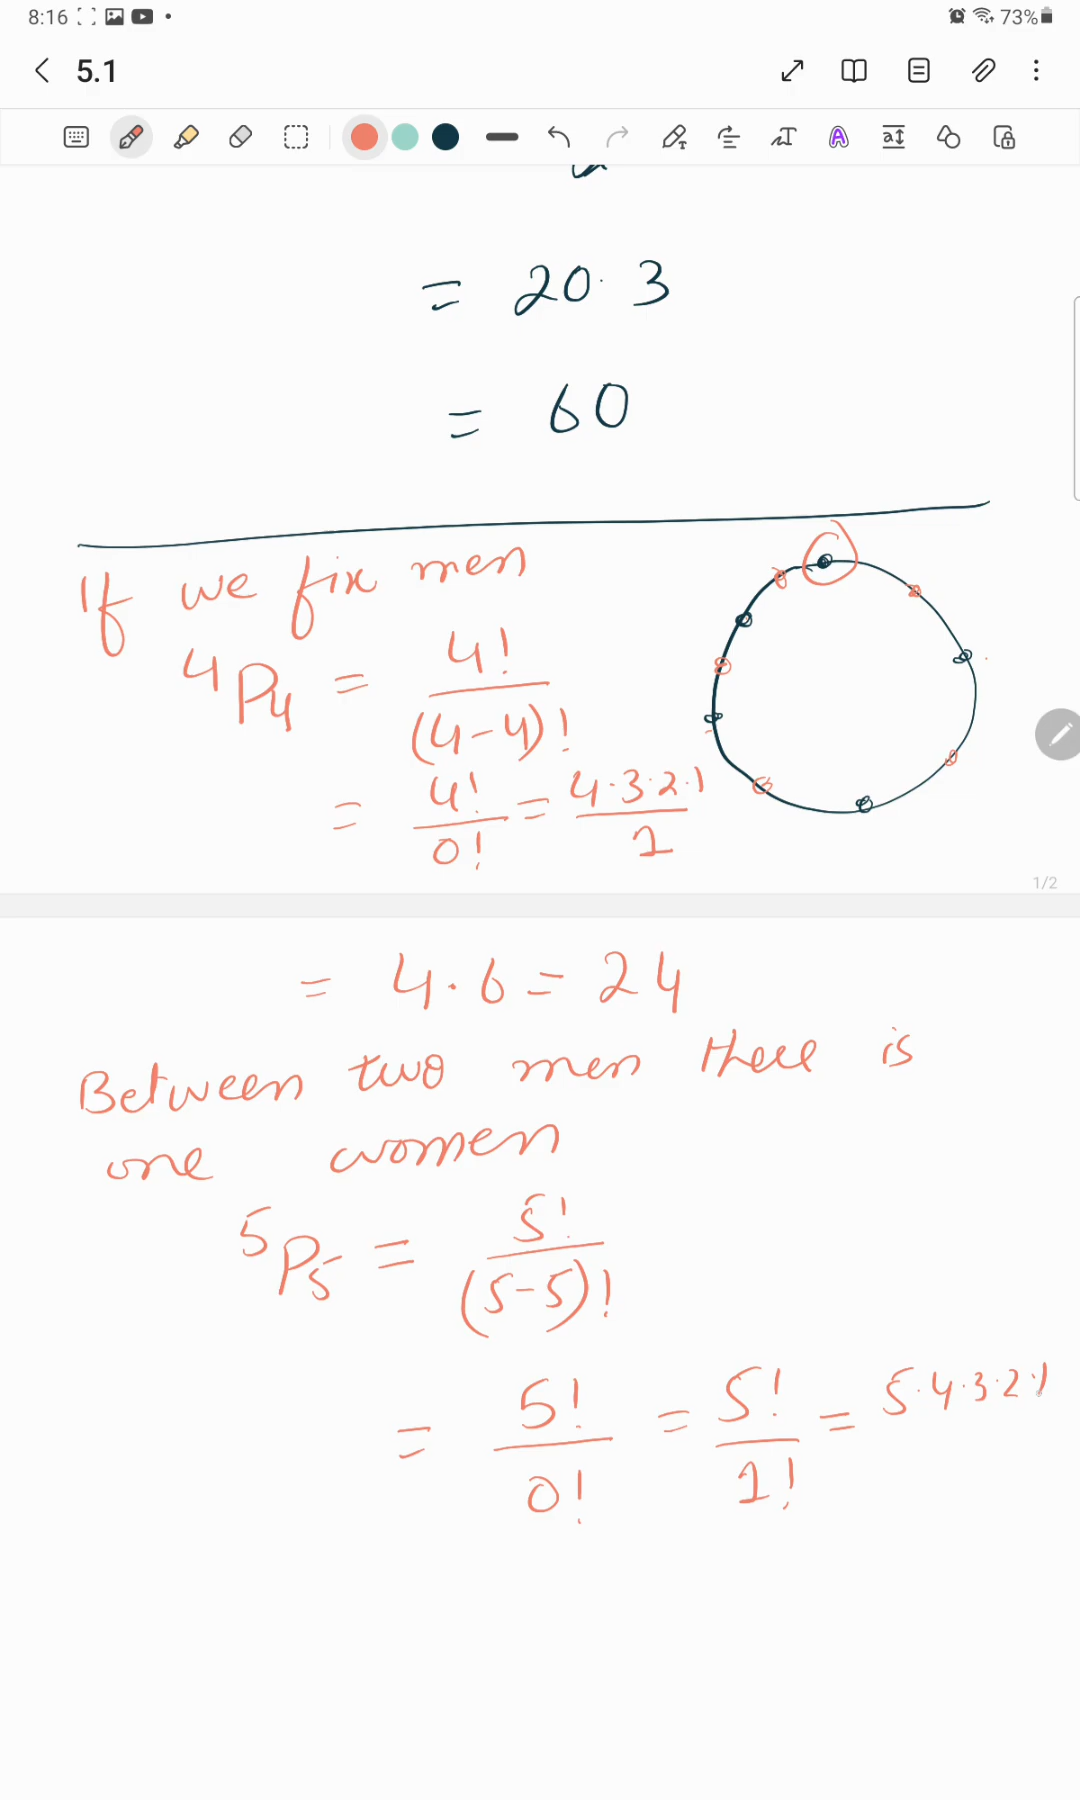 8:16 73%
5.1
= 20·3
= 60
If we fix men
⁴P₄ = 4!/(4-4)!
= 4!/0! = 4·3·2·1/1
1/2
= 4·6 = 24
Between two men there is
one women
⁵P₅ = 5!/(5-5)!
= 5!/0! = 5!/1! = 5·4·3·2·1